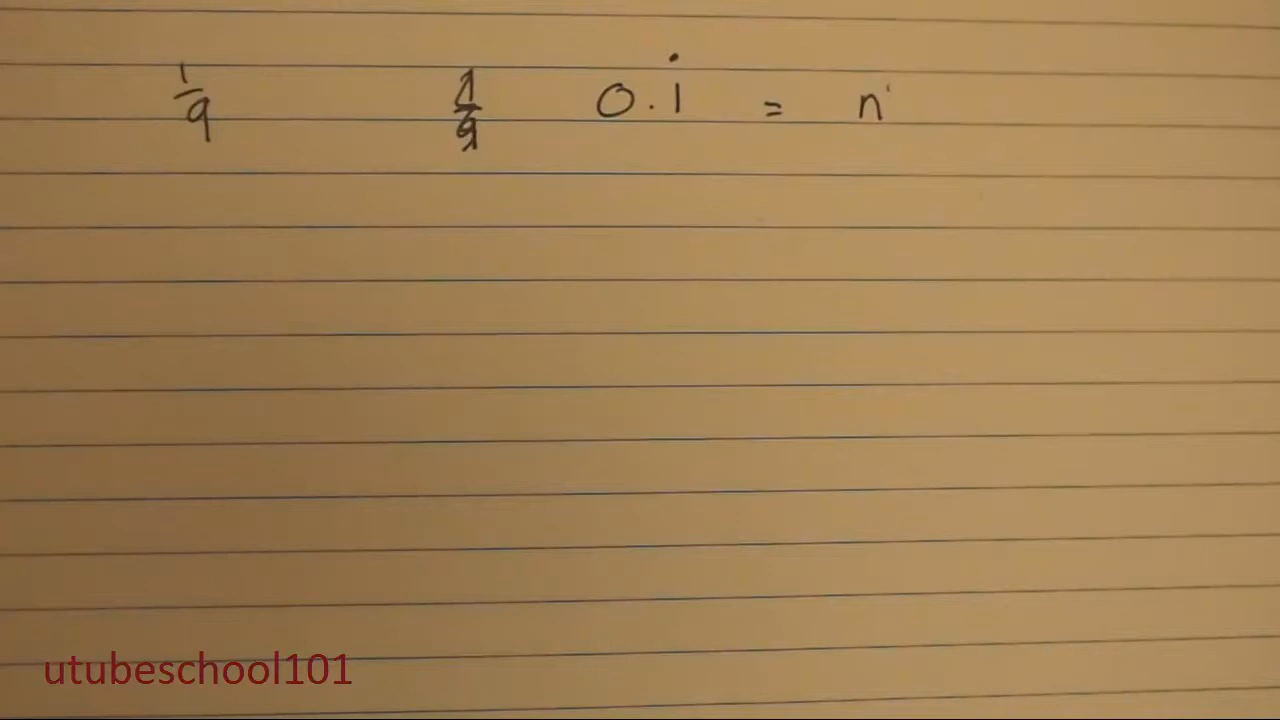 1/9 1/9 0.1̇ = n
utubeschool101